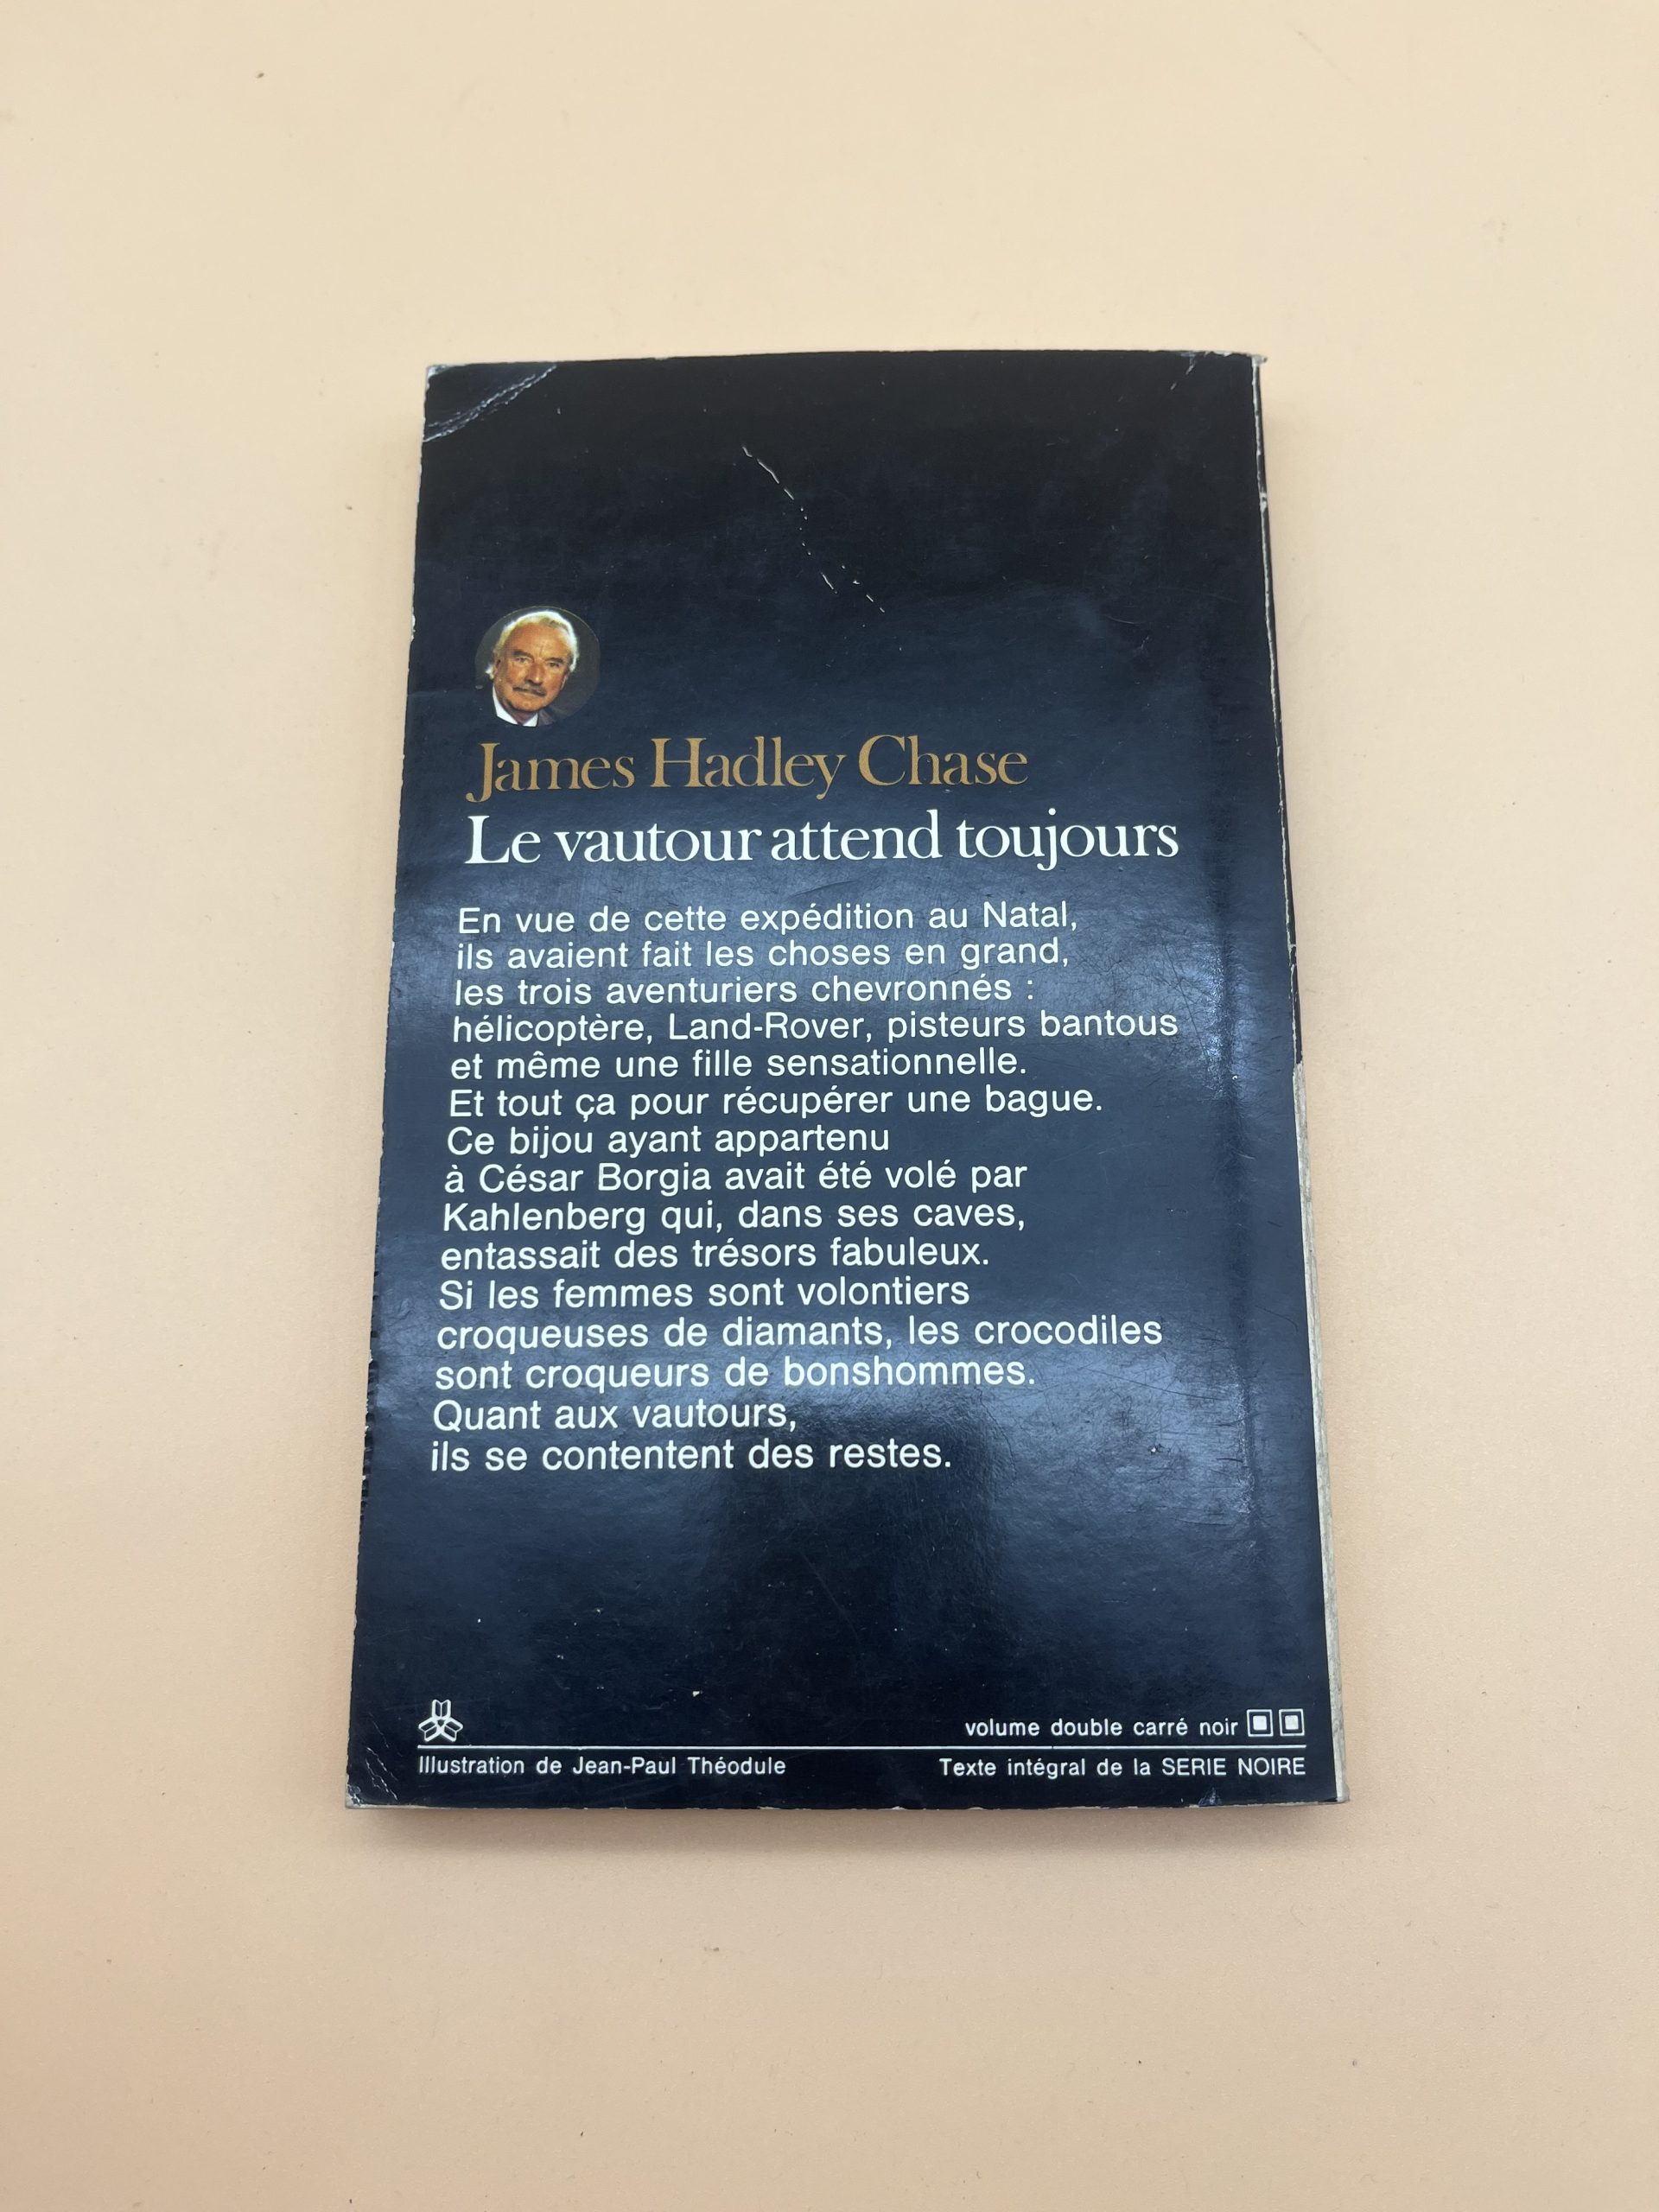 James Hadley Chase
Le vautour attend toujours
En vue de cette expédition au Natal,
ils avaient fait les choses en grand,
les trois aventuriers chevronnés :
hélicoptère, Land-Rover, pisteurs bantous
et même une fille sensationnelle.
Et tout ça pour récupérer une bague.
Ce bijou ayant appartenu
à César Borgia avait été volé par
Kahlenberg qui, dans ses caves,
entassait des trésors fabuleux.
Si les femmes sont volontiers
croqueuses de diamants, les crocodiles
sont croqueurs de bonshommes.
Quant aux vautours,
ils se contentent des restes.
volume double carré noir
Illustration de Jean-Paul Théodule
Texte intégral de la SERIE NOIRE